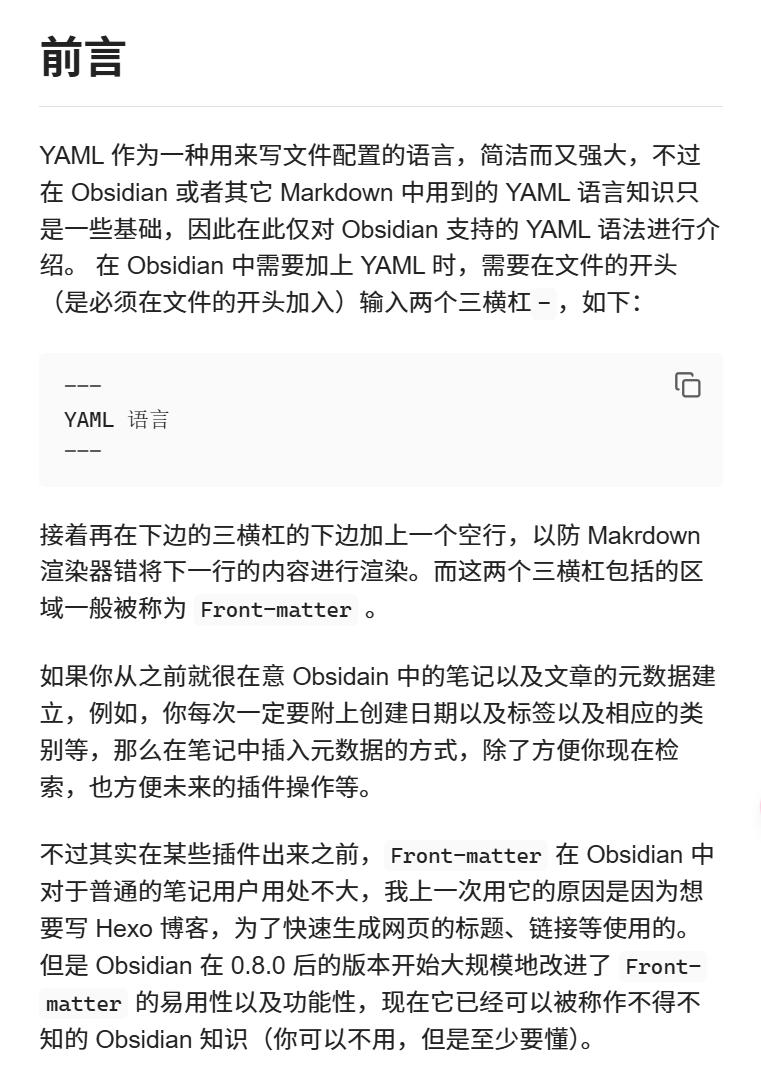 前言
YAML 作为一种用来写文件配置的语言，简洁而又强大，不过
在 Obsidian 或者其它 Markdown 中用到的 YAML 语言知识只
是一些基础，因此在此仅对 Obsidian 支持的 YAML 语法进行介
绍。 在 Obsidian 中需要加上 YAML 时，需要在文件的开头
（是必须在文件的开头加入）输入两个三横杠 - ，如下：
---
YAML 语言
---
接着再在下边的三横杠的下边加上一个空行，以防 Makrdown
渲染器错将下一行的内容进行渲染。而这两个三横杠包括的区
域一般被称为 Front-matter 。
如果你从之前就很在意 Obsidain 中的笔记以及文章的元数据建
立，例如，你每次一定要附上创建日期以及标签以及相应的类
别等，那么在笔记中插入元数据的方式，除了方便你现在检
索，也方便未来的插件操作等。
不过其实在某些插件出来之前， Front-matter 在 Obsidian 中
对于普通的笔记用户用处不大，我上一次用它的原因是因为想
要写 Hexo 博客，为了快速生成网页的标题、链接等使用的。
但是 Obsidian 在 0.8.0 后的版本开始大规模地改进了 Front-
matter 的易用性以及功能性，现在它已经可以被称作不得不
知的 Obsidian 知识（你可以不用，但是至少要懂）。